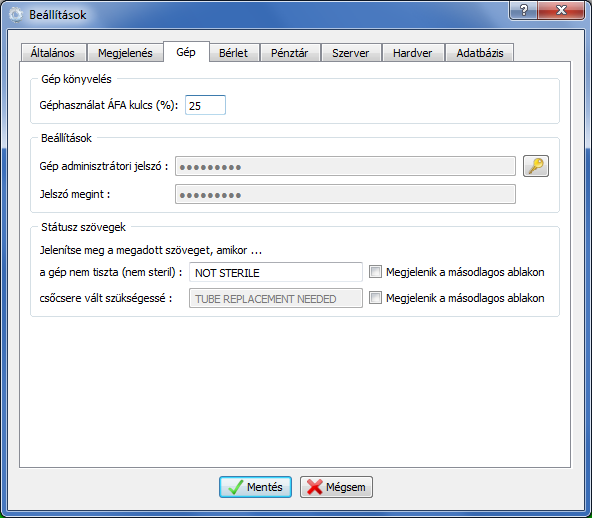 Beállítások
Általános Megjelenés Gép Bérlet Pénztár Szerver Hardver Adatbázis
Gép könyvelés
Géphasználat ÁFA kulcs (%): 25
Beállítások
Gép adminisztrátori jelszó : ●●●●●●●●●
Jelszó megint : ●●●●●●●●●
Státusz szövegek
Jelenítse meg a megadott szöveget, amikor ...
a gép nem tiszta (nem steril) : NOT STERILE Megjelenik a másodlagos ablakon
csőcsere vált szükségessé : TUBE REPLACEMENT NEEDED Megjelenik a másodlagos ablakon
Mentés Mégsem